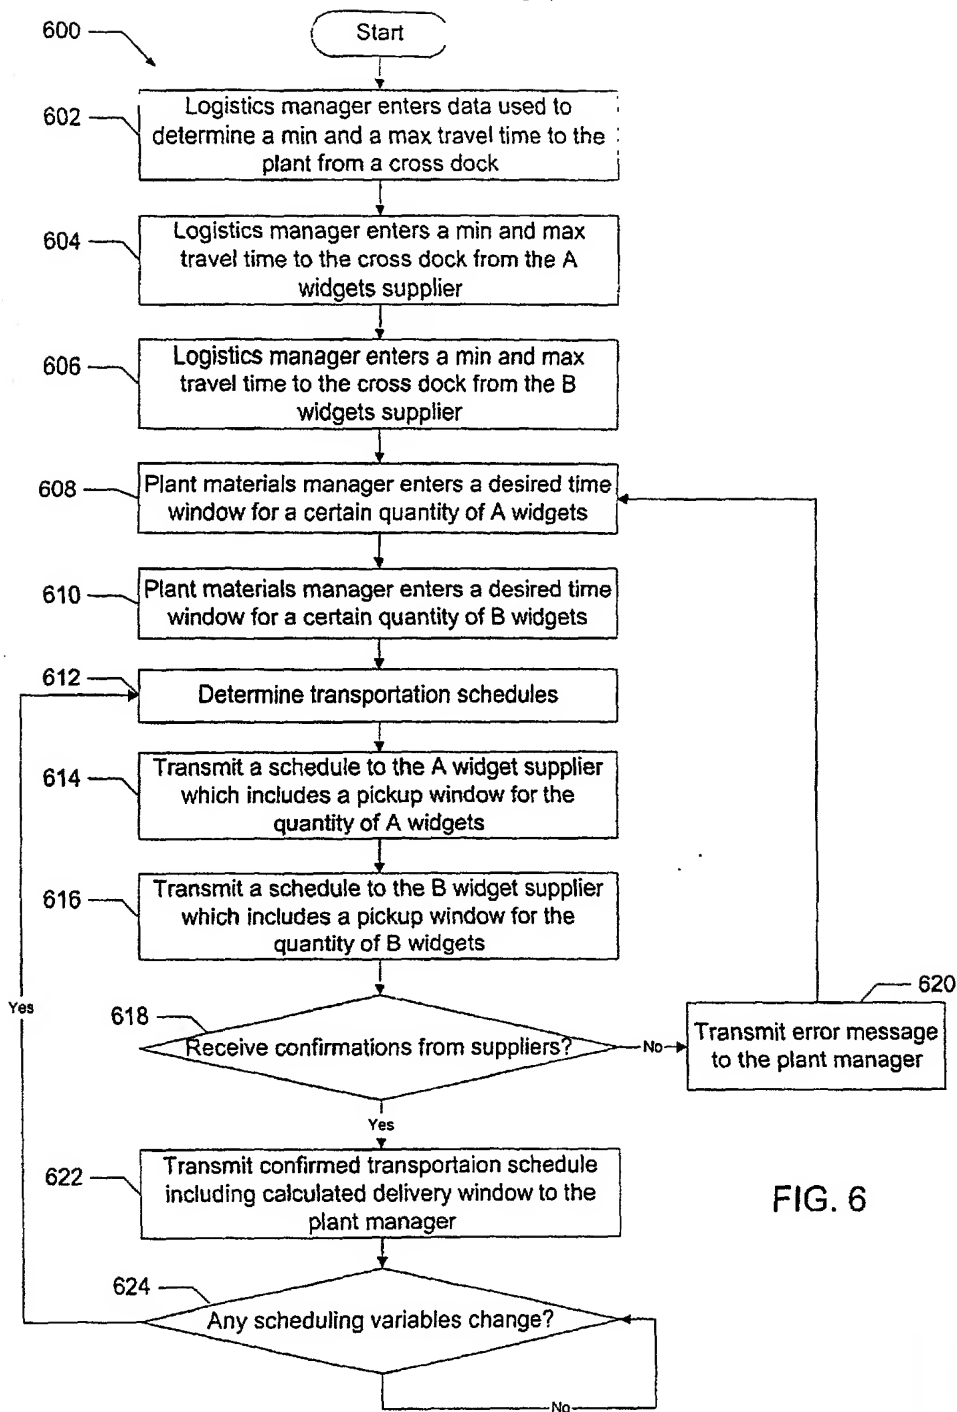 600
Start
602
Logistics manager enters data used to
determine a min and a max travel time to the
plant from a cross dock
604
Logistics manager enters a min and max
travel time to the cross dock from the A
widgets supplier
606
Logistics manager enters a min and max
travel time to the cross dock from the B
widgets supplier
608
Plant materials manager enters a desired time
window for a certain quantity of A widgets
610
Plant materials manager enters a desired time
window for a certain quantity of B widgets
612
Determine transportation schedules
614
Transmit a schedule to the A widget supplier
which includes a pickup window for the
quantity of A widgets
616
Transmit a schedule to the B widget supplier
which includes a pickup window for the
quantity of B widgets
Yes
618
Receive confirmations from suppliers?
No
620
Transmit error message
to the plant manager
Yes
622
Transmit confirmed transportaion schedule
including calculated delivery window to the
plant manager
FIG. 6
624
Any scheduling variables change?
No